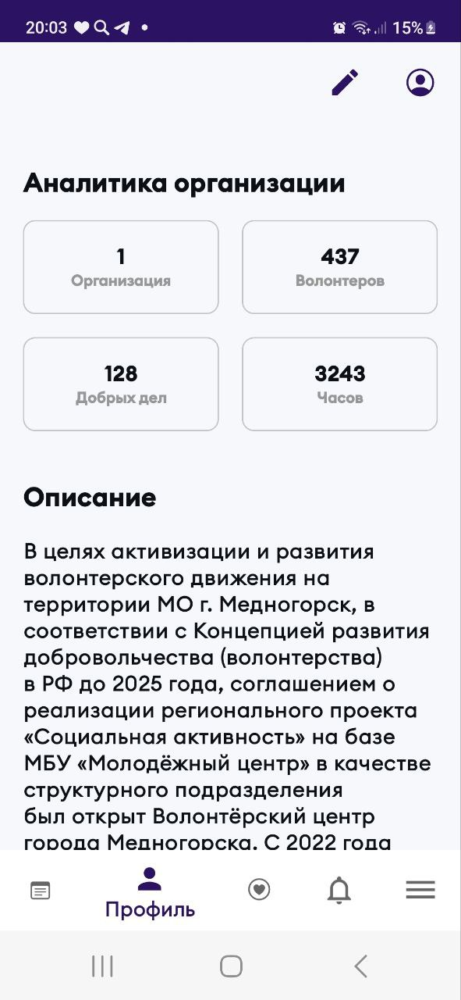 20:03 15%
Аналитика организации
1 437
Организация Волонтеров
128 3243
Добрых дел Часов
Описание
В целях активизации и развития
волонтерского движения на
территории МО г. Медногорск, в
соответствии с Концепцией развития
добровольчества (волонтерства)
в РФ до 2025 года, соглашением о
реализации регионального проекта
«Социальная активность» на базе
МБУ «Молодёжный центр» в качестве
структурного подразделения
был открыт Волонтёрский центр
города Медногорска. С 2022 года
Профиль